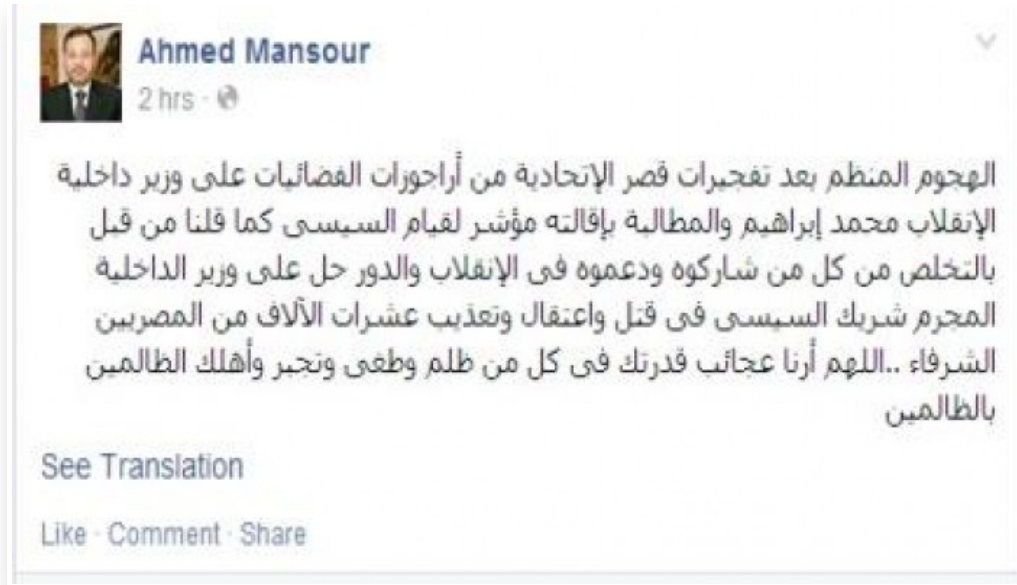 Ahmed Mansour
2 hrs ·
الهجوم المنظم بعد تفجيرات قصر الإتحادية من أراجوزات الفضائيات على وزير داخلية
الإنقلاب محمد إبراهيم والمطالبة بإقالته مؤشر لقيام السيسى كما قلنا من قبل
بالتخلص من كل من شاركوه ودعموه فى الإنقلاب والدور حل على وزير الداخلية
المجرم شريك السيسى فى قتل واعتقال وتعذيب عشرات الآلاف من المصريين
الشرفاء ..اللهم أرنا عجائب قدرتك فى كل من ظلم وطغى وتجبر وأهلك الظالمين
بالظالمين
See Translation
Like · Comment · Share